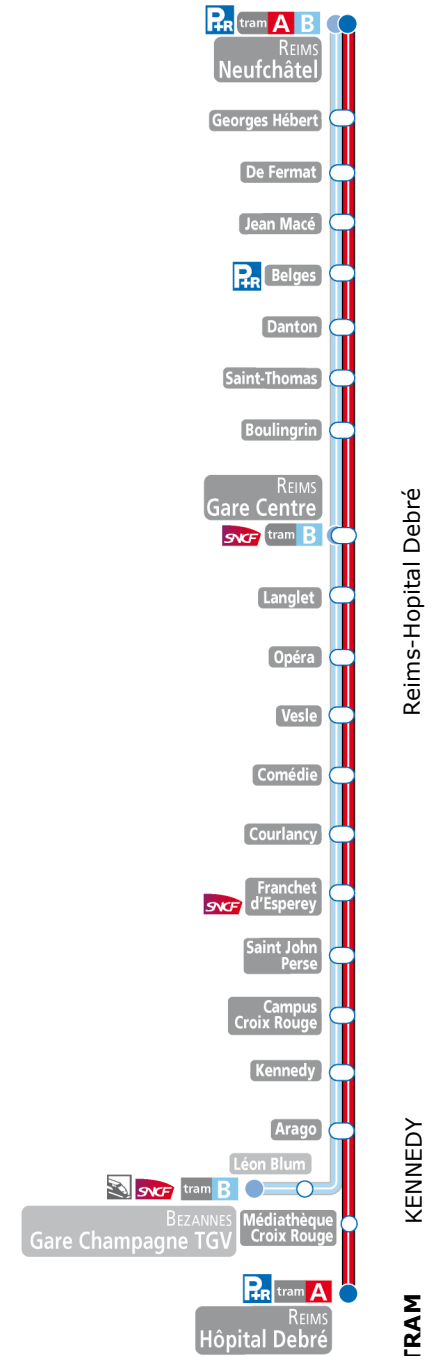 P+R tram A B
REIMS
Neufchâtel
Georges Hébert
De Fermat
Jean Macé
P+R Belges
Danton
Saint-Thomas
Boulingrin
REIMS
Gare Centre
SNCF tram B
Langlet
Opéra
Vesle
Comédie
Courlancy
Franchet
d'Esperey
SNCF
Saint John
Perse
Campus
Croix Rouge
Kennedy
Arago
Léon Blum
SNCF tram B
BEZANNES
Gare Champagne TGV
Médiathèque
Croix Rouge
P+R tram A
REIMS
Hôpital Debré
Reims-Hopital Debré
KENNEDY
TRAM